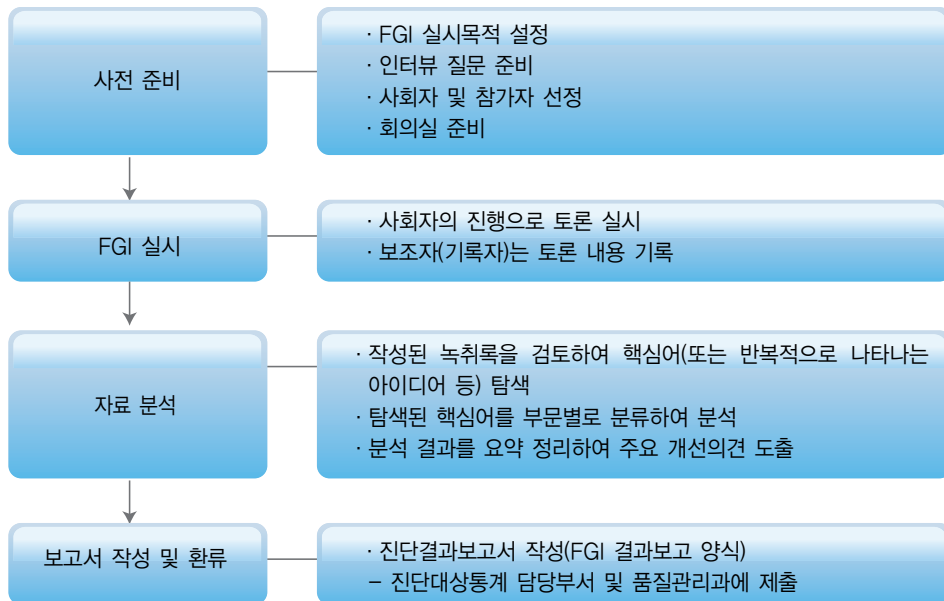 사전 준비
· FGI 실시목적 설정
· 인터뷰 질문 준비
· 사회자 및 참가자 선정
· 회의실 준비
FGI 실시
· 사회자의 진행으로 토론 실시
· 보조자(기록자)는 토론 내용 기록
자료 분석
· 작성된 녹취록을 검토하여 핵심어(또는 반복적으로 나타나는
아이디어 등) 탐색
· 탐색된 핵심어를 부문별로 분류하여 분석
· 분석 결과를 요약 정리하여 주요 개선의견 도출
보고서 작성 및 환류
· 진단결과보고서 작성(FGI 결과보고 양식)
– 진단대상통계 담당부서 및 품질관리과에 제출